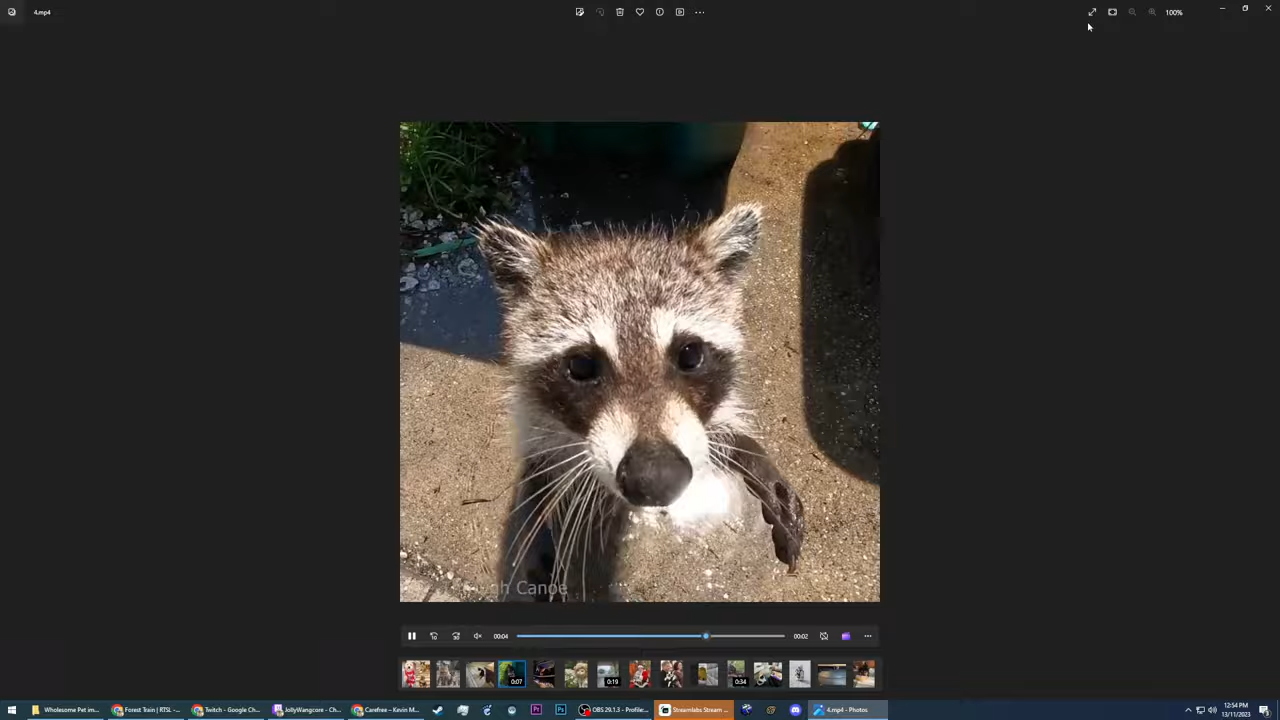 4.mp4
100%
Canoe
00:04
00:02
0:07
0:19
0:34
Wholesome Pet im...
Forest Train | RTSL -...
Twitch - Google Ch...
JollyWangcore - Ch...
Carefree – Kevin M...
OBS 29.1.3 - Profile:...
Streamlabs Stream ...
4.mp4 - Photos
12:54 PM
13/11/2023